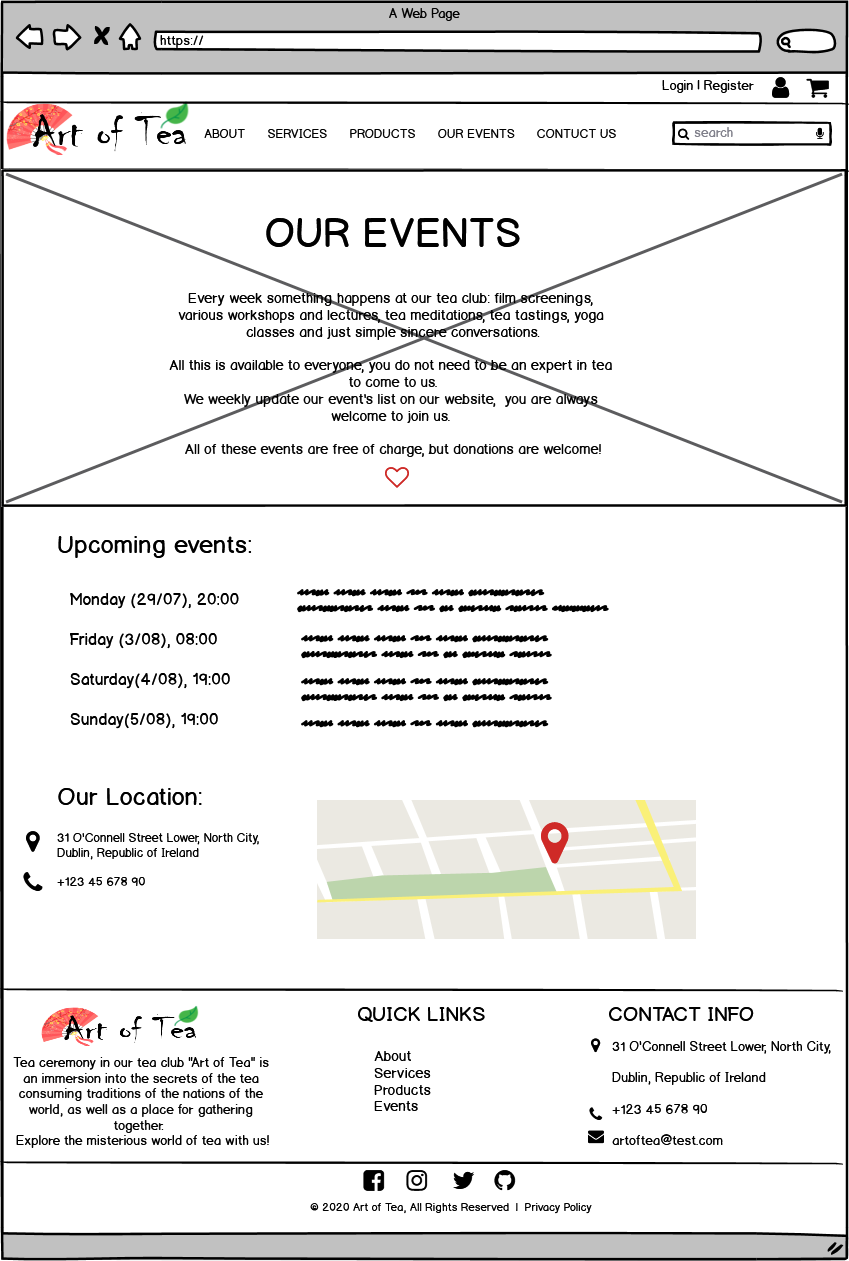 A Web Page
https://
Login | Register
Art of Tea
ABOUT SERVICES PRODUCTS OUR EVENTS CONTUCT US
search
OUR EVENTS
Every week something happens at our tea club: film screenings,
various workshops and lectures, tea meditations, tea tastings, yoga
classes and just simple sincere conversations.
All this is available to everyone, you do not need to be an expert in tea
to come to us.
We weekly update our event's list on our website, you are always
welcome to join us.
All of these events are free of charge, but donations are welcome!
Upcoming events:
Monday (29/07), 20:00
Friday (3/08), 08:00
Saturday(4/08), 19:00
Sunday(5/08), 19:00
Our Location:
31 O'Connell Street Lower, North City,
Dublin, Republic of Ireland
+123 45 678 90
Art of Tea
Tea ceremony in our tea club "Art of Tea" is
an immersion into the secrets of the tea
consuming traditions of the nations of the
world, as well as a place for gathering
together.
Explore the misterious world of tea with us!
QUICK LINKS
About
Services
Products
Events
CONTACT INFO
31 O'Connell Street Lower, North City,
Dublin, Republic of Ireland
+123 45 678 90
artoftea@test.com
© 2020 Art of Tea, All Rights Reserved | Privacy Policy